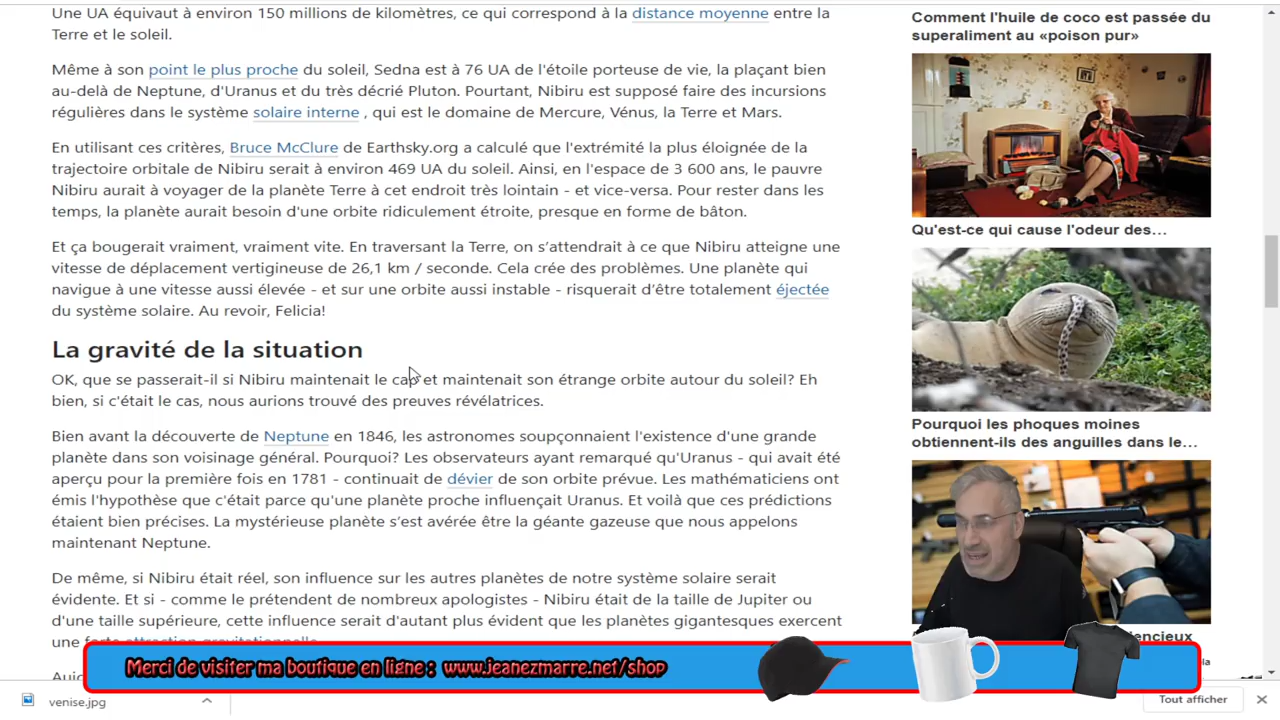 Une UA équivaut à environ 150 millions de kilomètres, ce qui correspond à la distance moyenne entre la
Terre et le soleil.
Même à son point le plus proche du soleil, Sedna est à 76 UA de l'étoile porteuse de vie, la plaçant bien
au-delà de Neptune, d'Uranus et du très décrié Pluton. Pourtant, Nibiru est supposé faire des incursions
régulières dans le système solaire interne , qui est le domaine de Mercure, Vénus, la Terre et Mars.
En utilisant ces critères, Bruce McClure de Earthsky.org a calculé que l'extrémité la plus éloignée de la
trajectoire orbitale de Nibiru serait à environ 469 UA du soleil. Ainsi, en l'espace de 3 600 ans, le pauvre
Nibiru aurait à voyager de la planète Terre à cet endroit très lointain - et vice-versa. Pour rester dans les
temps, la planète aurait besoin d'une orbite ridiculement étroite, presque en forme de bâton.
Et ça bougerait vraiment, vraiment vite. En traversant la Terre, on s’attendrait à ce que Nibiru atteigne une
vitesse de déplacement vertigineuse de 26,1 km / seconde. Cela crée des problèmes. Une planète qui
navigue à une vitesse aussi élevée - et sur une orbite aussi instable - risquerait d’être totalement éjectée
du système solaire. Au revoir, Felicia!
La gravité de la situation
OK, que se passerait-il si Nibiru maintenait le cap et maintenait son étrange orbite autour du soleil? Eh
bien, si c'était le cas, nous aurions trouvé des preuves révélatrices.
Bien avant la découverte de Neptune en 1846, les astronomes soupçonnaient l'existence d'une grande
planète dans son voisinage général. Pourquoi? Les observateurs ayant remarqué qu'Uranus - qui avait été
aperçu pour la première fois en 1781 - continuait de dévier de son orbite prévue. Les mathématiciens ont
émis l'hypothèse que c'était parce qu'une planète proche influençait Uranus. Et voilà que ces prédictions
étaient bien précises. La mystérieuse planète s’est avérée être la géante gazeuse que nous appelons
maintenant Neptune.
De même, si Nibiru était réel, son influence sur les autres planètes de notre système solaire serait
évidente. Et si - comme le prétendent de nombreux apologistes - Nibiru était de la taille de Jupiter ou
d'une taille supérieure, cette influence serait d'autant plus évident que les planètes gigantesques exercent
une forte attraction gravitationnelle.
Comment l'huile de coco est passée du
superaliment au «poison pur»
Qu'est-ce qui cause l'odeur des...
Pourquoi les phoques moines
obtiennent-ils des anguilles dans le...
Merci de visiter ma boutique en ligne : www.jeanezmarre.net/shop
venise.jpg
Tout afficher